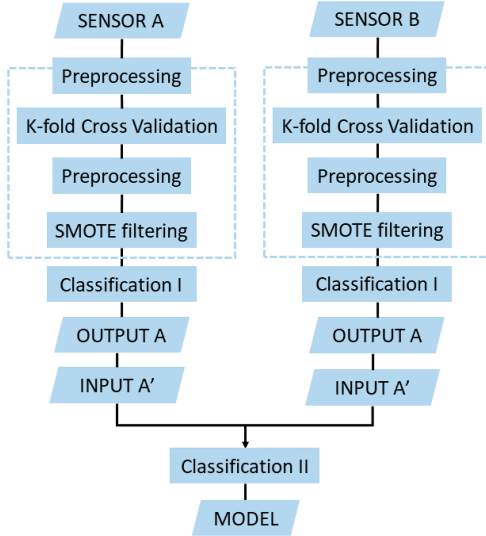 SENSOR A
Preprocessing
K-fold Cross Validation
Preprocessing
SMOTE filtering
Classification I
OUTPUT A
INPUT A’
SENSOR B
Preprocessing
K-fold Cross Validation
Preprocessing
SMOTE filtering
Classification I
OUTPUT A
INPUT A’
Classification II
MODEL